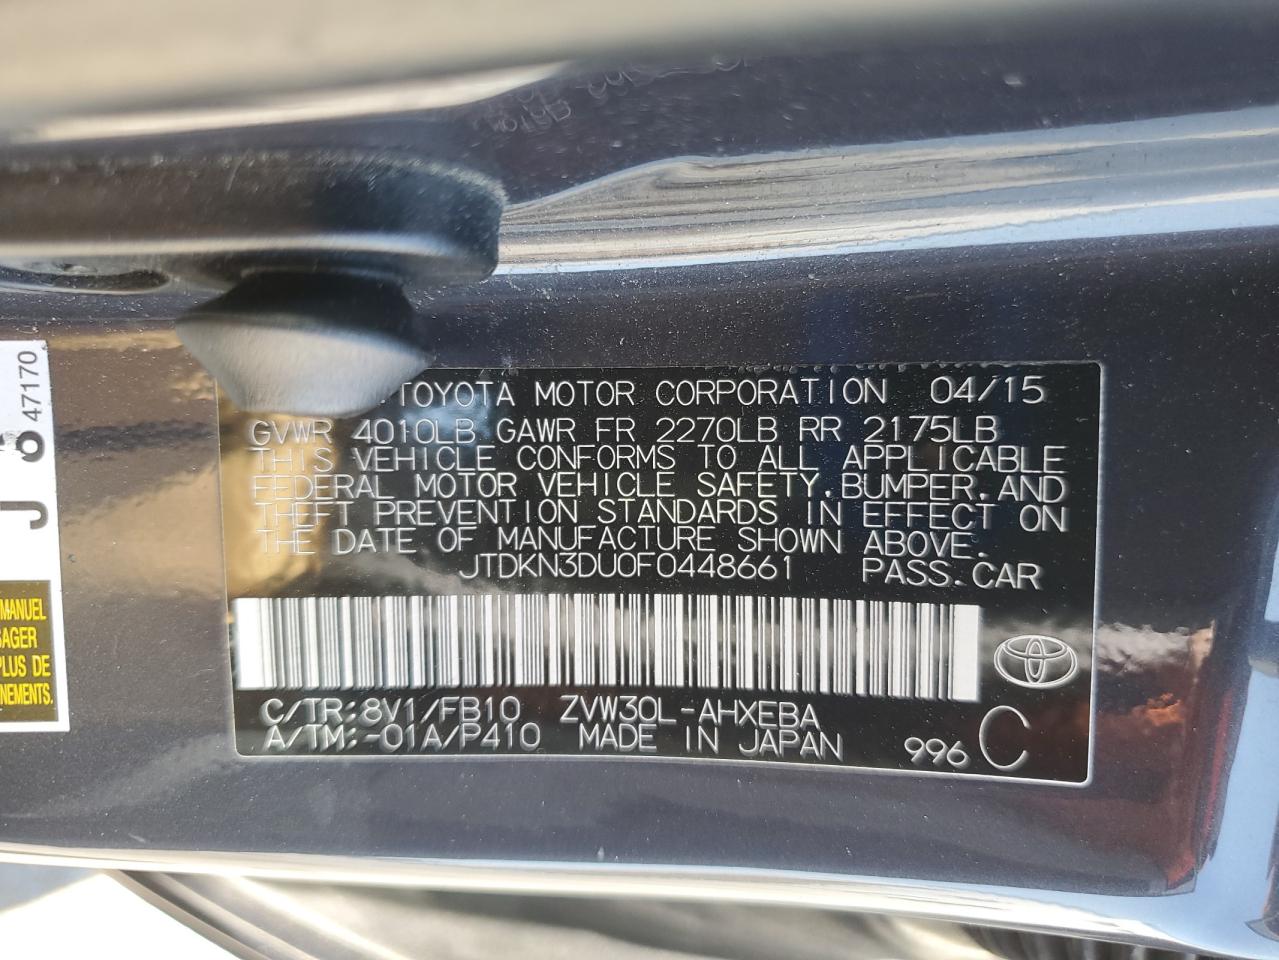 TOYOTA MOTOR CORPORATION 04/15
GVWR 4010LB GAWR FR 2270LB RR 2175LB
THIS VEHICLE CONFORMS TO ALL APPLICABLE
FEDERAL MOTOR VEHICLE SAFETY, BUMPER, AND
THEFT PREVENTION STANDARDS IN EFFECT ON
THE DATE OF MANUFACTURE SHOWN ABOVE.
JTDKN3DU0F0448661 PASS.CAR
C/TR:8V1/FB10 ZVW30L-AHXEBA
A/TM:-01A/P410 MADE IN JAPAN 996 C
47170
J 6
MANUEL
PLUS DE